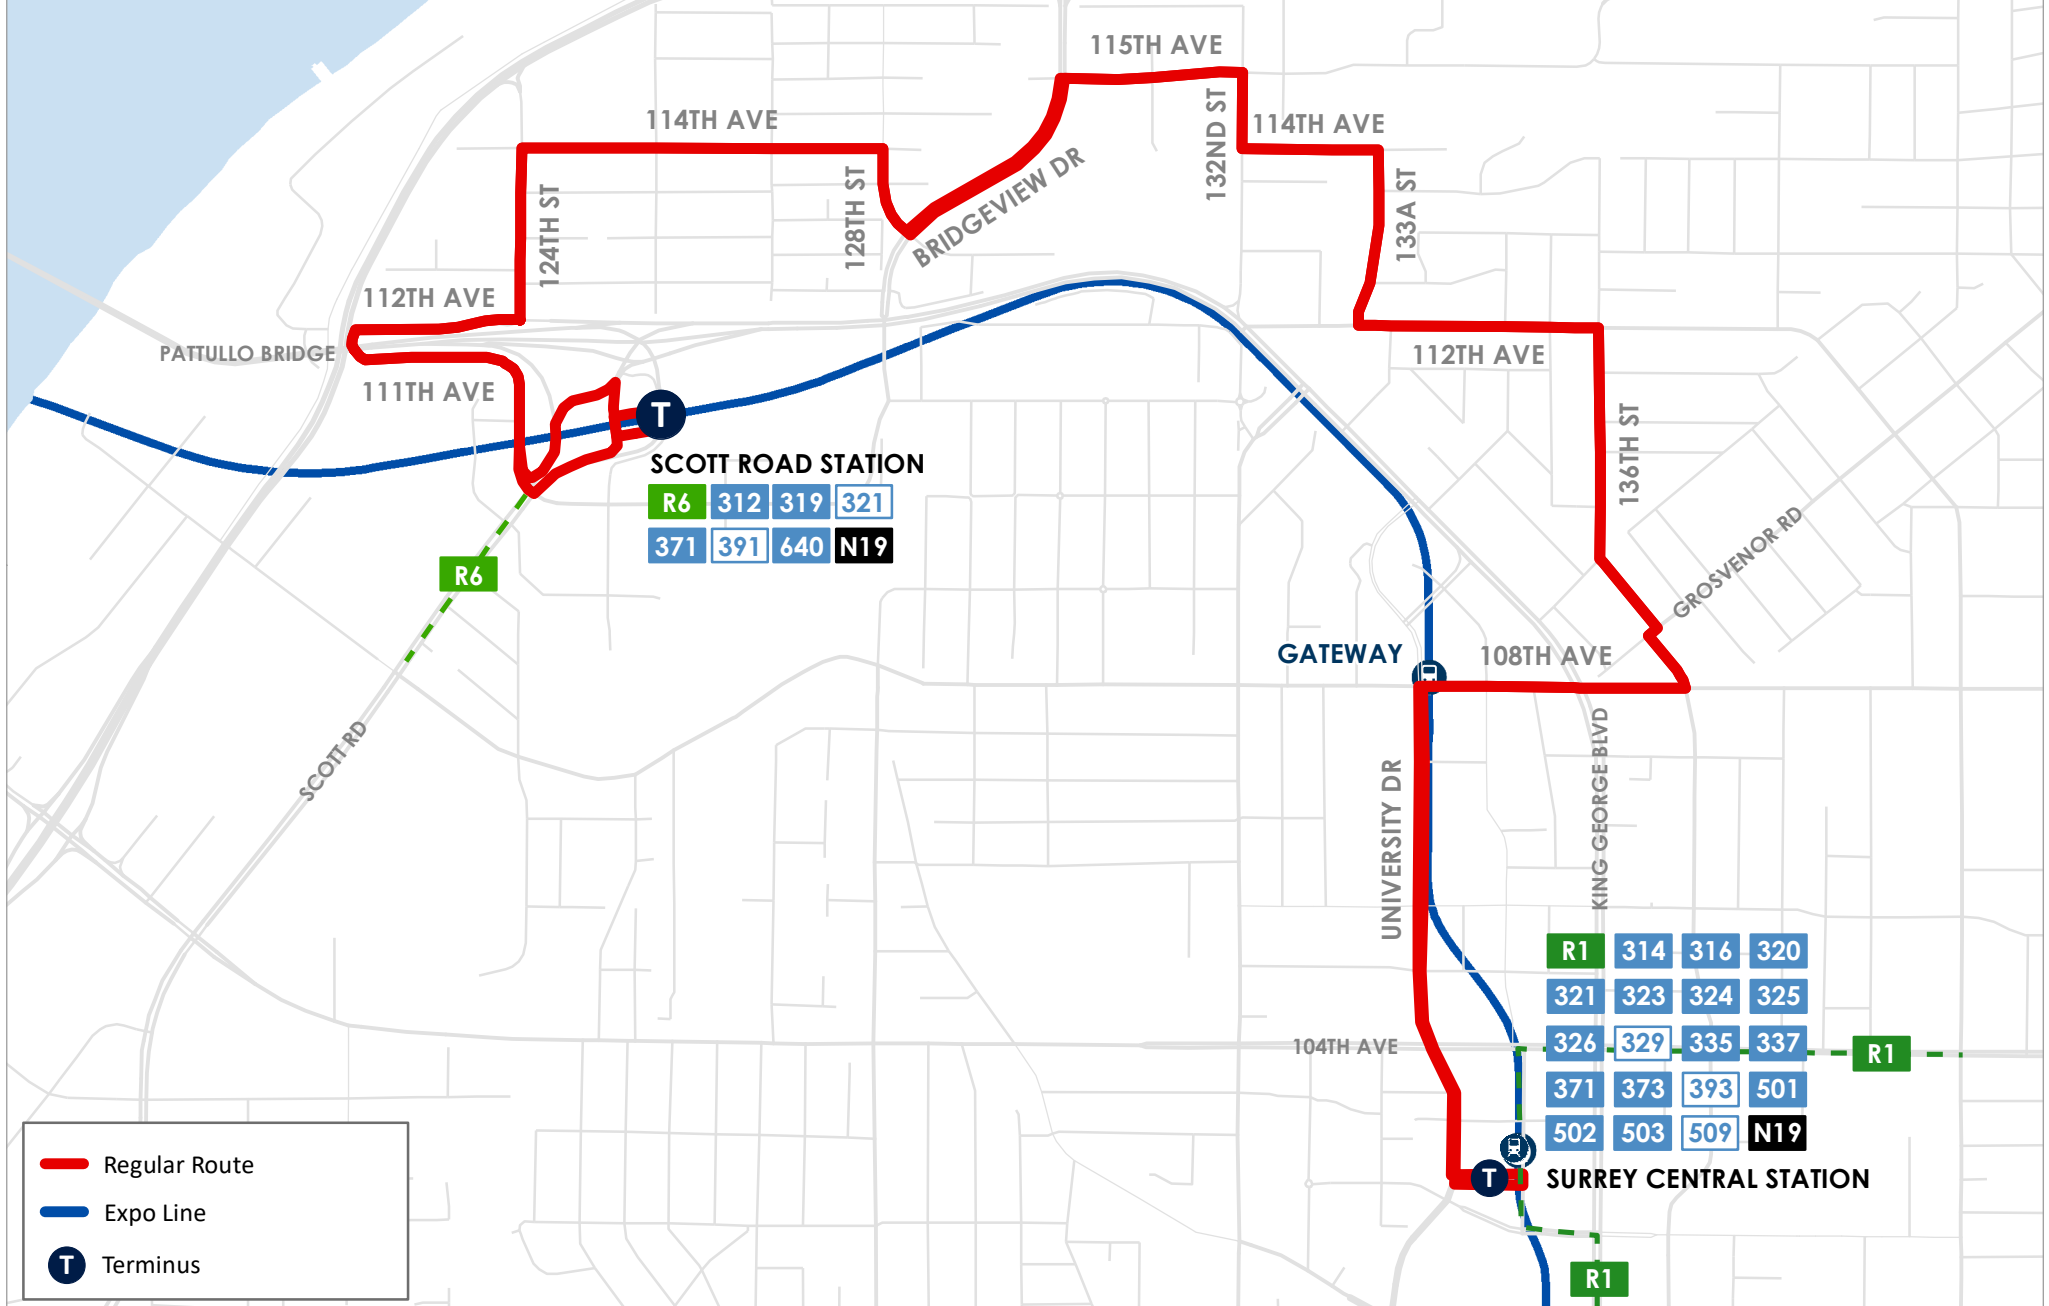 115TH AVE
114TH AVE
132ND ST
114TH AVE
124TH ST
128TH ST
BRIDGEVIEW DR
133A ST
112TH AVE
PATTULLO BRIDGE
112TH AVE
111TH AVE
T
136TH ST
SCOTT ROAD STATION
R6 312 319 321
371 391 640 N19
R6
GROSVENOR RD
GATEWAY
108TH AVE
SCOTT RD
UNIVERSITY DR
KING GEORGE BLVD
R1 314 316 320
321 323 324 325
326 329 335 337
371 373 393 501
502 503 509 N19
104TH AVE
R1
T
SURREY CENTRAL STATION
R1
Regular Route
Expo Line
T Terminus